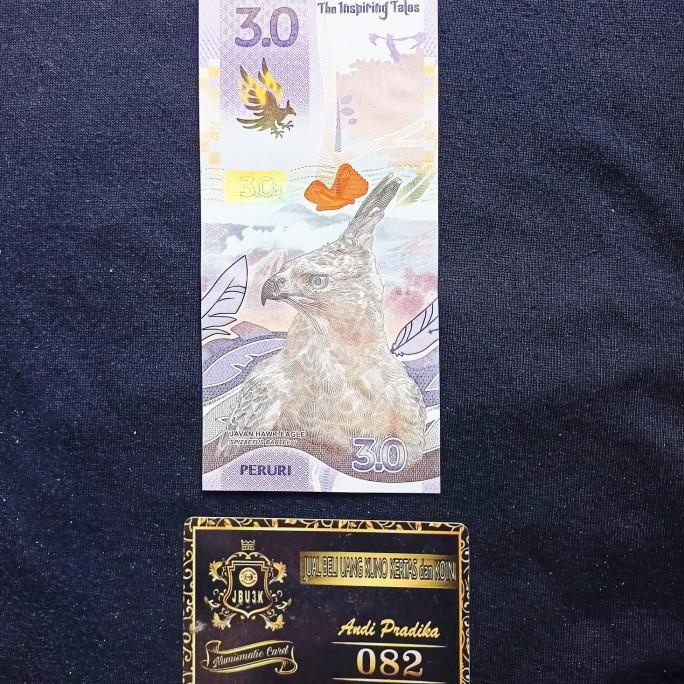 The Inspiring Tales
3.0
3.0
JAVAN HAWK-EAGLE
SPIZAETUS BARTELSI
3.0
PERURI
JUAL BELI UANG KUNO KERTAS dan KOIN
JBU3K
Andi Pradika
Numismatic Card
082